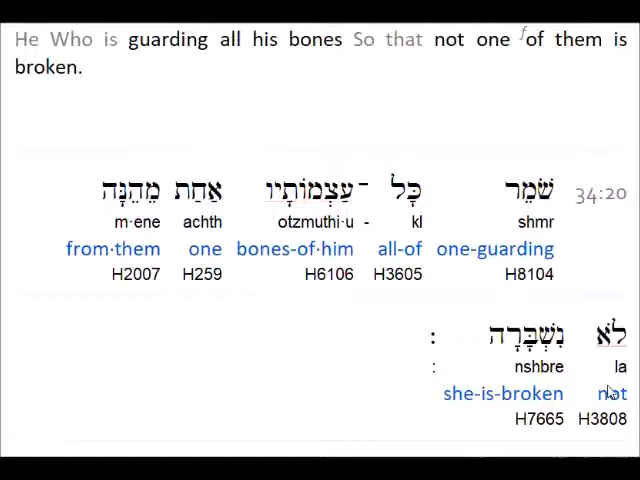 He Who is guarding all his bones So that not one f of them is
broken.
34:20 שֹׁמֵר כָּל־עַצְמוֹתָיו אַחַת מֵהֵנָּה
m·ene achth otzmuthi·u - kl shmr
from·them one bones-of·him all-of one-guarding
H2007 H259 H6106 H3605 H8104
לֹא נִשְׁבָּרָה :
: nshbre la
she-is-broken not
H7665 H3808